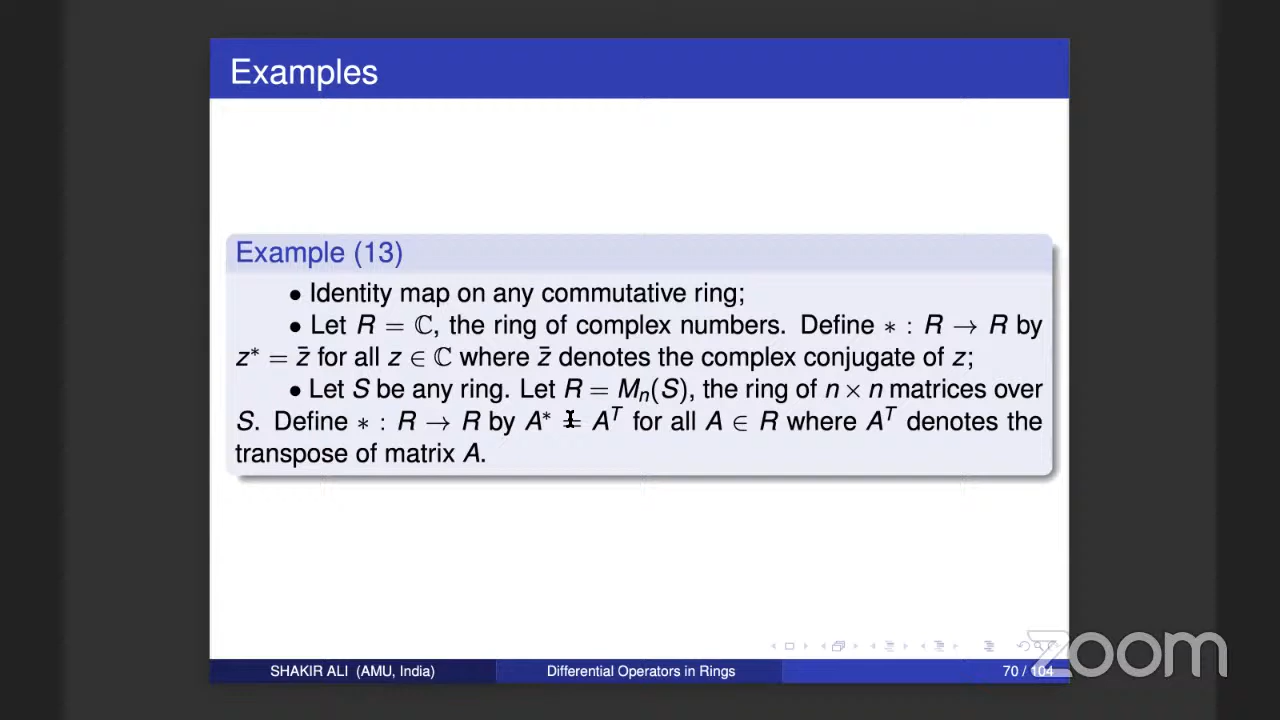 Examples
Example (13)
• Identity map on any commutative ring;
• Let R = ℂ, the ring of complex numbers. Define ∗ : R → R by
z* = z̄ for all z ∈ ℂ where z̄ denotes the complex conjugate of z;
• Let S be any ring. Let R = Mₙ(S), the ring of n × n matrices over
S. Define ∗ : R → R by A* = Aᵀ for all A ∈ R where Aᵀ denotes the
transpose of matrix A.
SHAKIR ALI (AMU, India)
Differential Operators in Rings
70 / 104
zoom